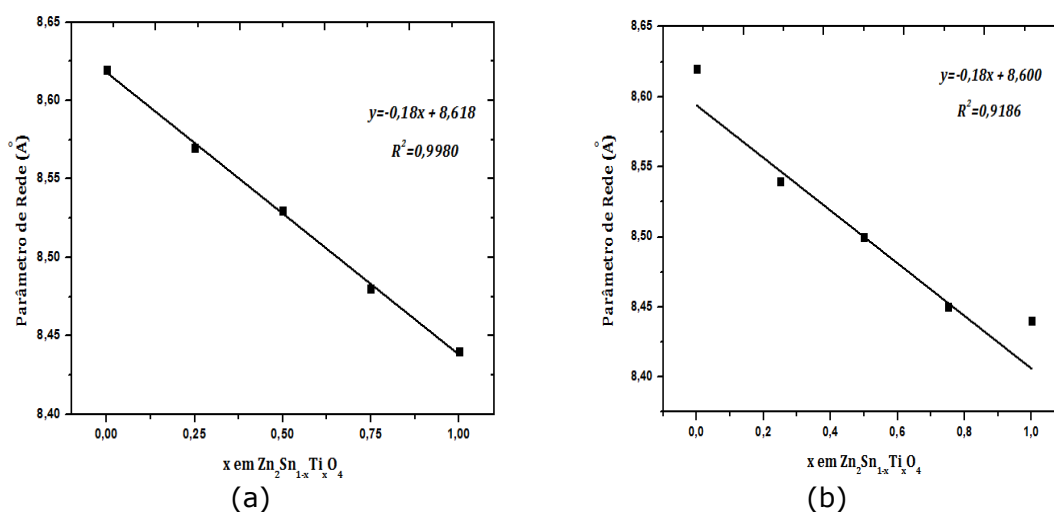 8,65
8,60
8,55
8,50
8,45
8,40
Parâmetro de Rede (Å)
y=-0,18x + 8,618
R²=0,9980
0,00 0,25 0,50 0,75 1,00
x em Zn₂Sn₁₋ₓTiₓO₄
(a)
8,65
8,60
8,55
8,50
8,45
8,40
Parâmetro de Rede (Å)
y=-0,18x + 8,600
R²=0,9186
0,0 0,2 0,4 0,6 0,8 1,0
x em Zn₂Sn₁₋ₓTiₓO₄
(b)